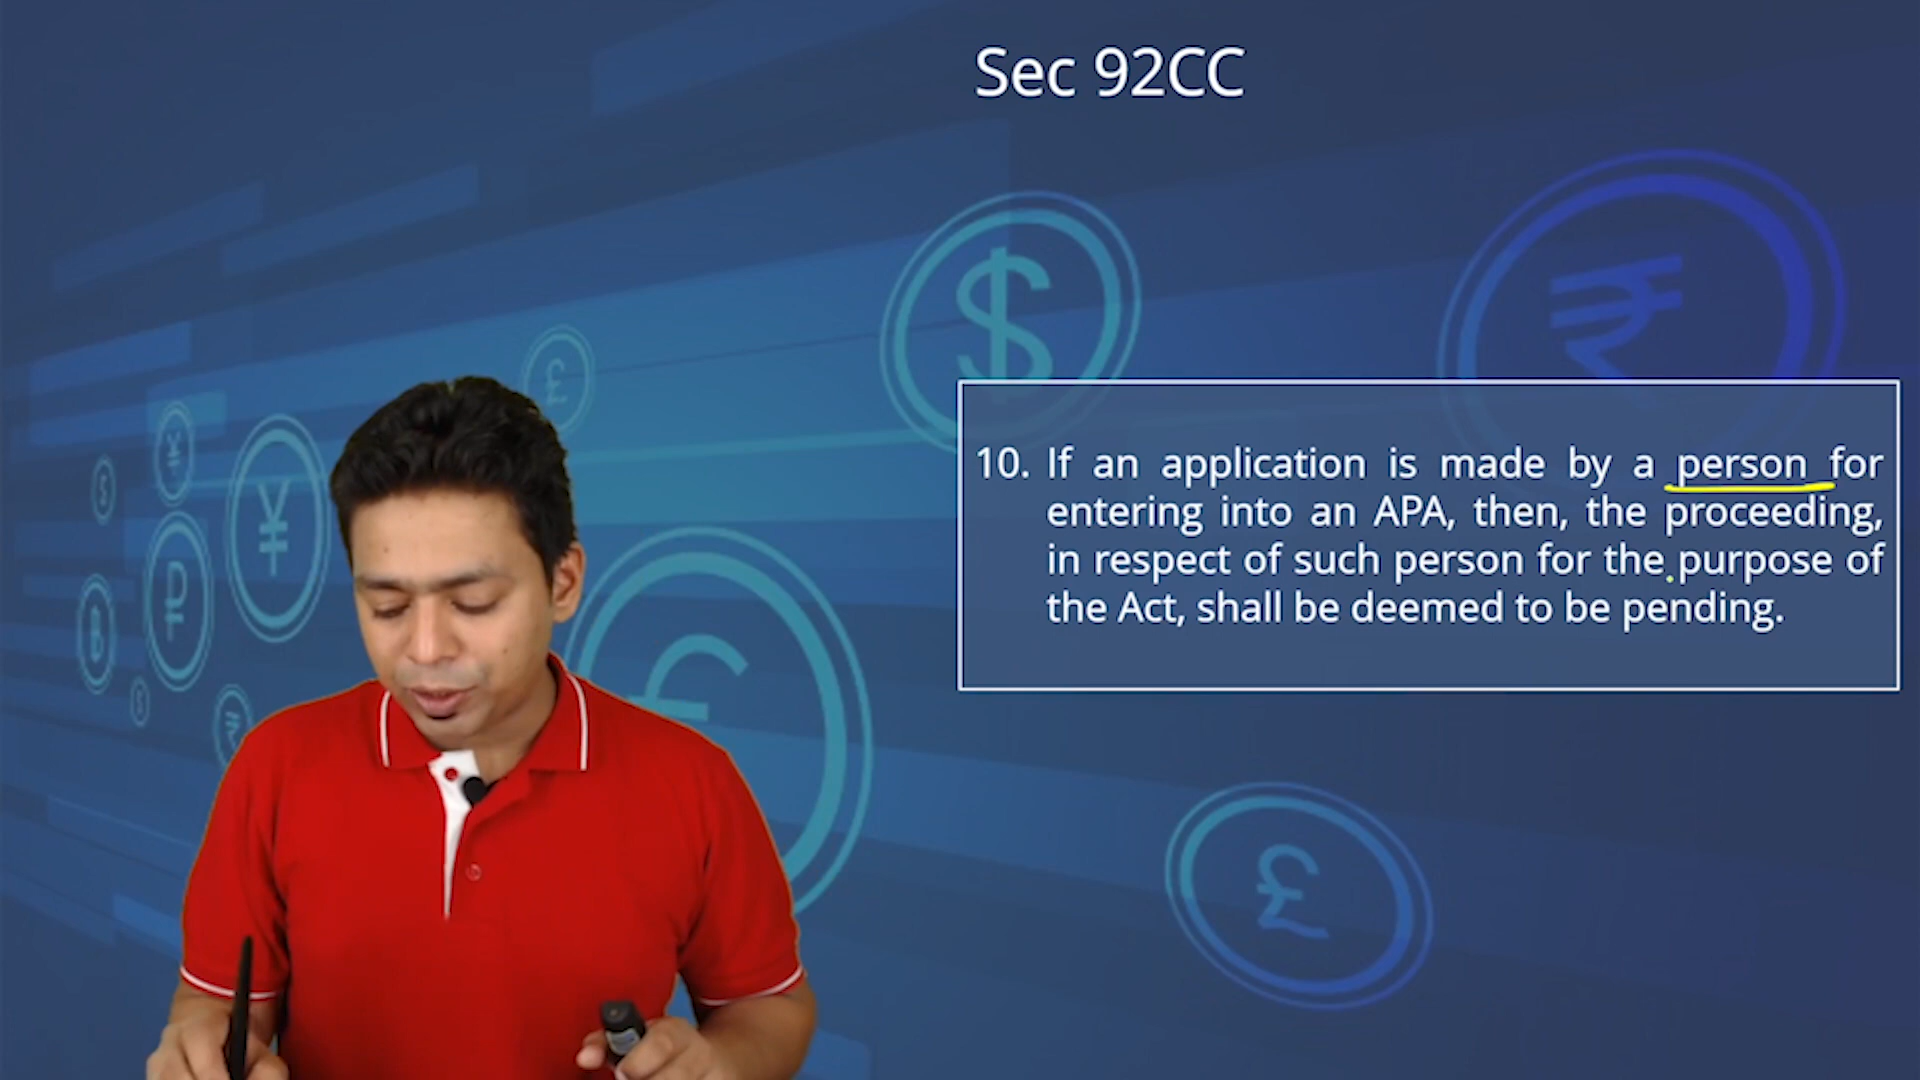 Sec 92CC
10. If an application is made by a person for
entering into an APA, then, the proceeding,
in respect of such person for the purpose of
the Act, shall be deemed to be pending.